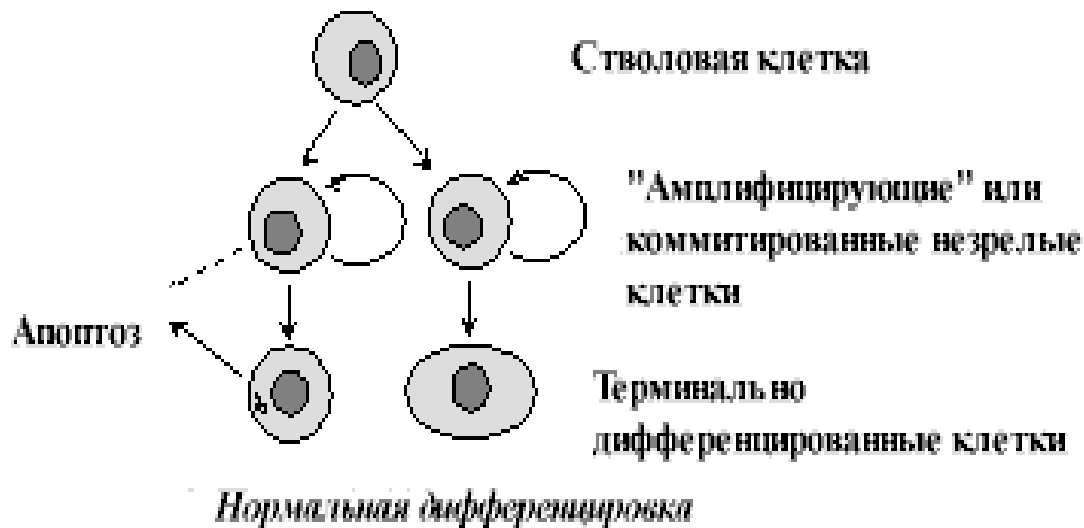 Стволовая клетка
"Амплифицирующие" или
коммитированные незрелые
клетки
Апоптоз
Терминально
дифференцированные клетки
Нормальная дифференцировка